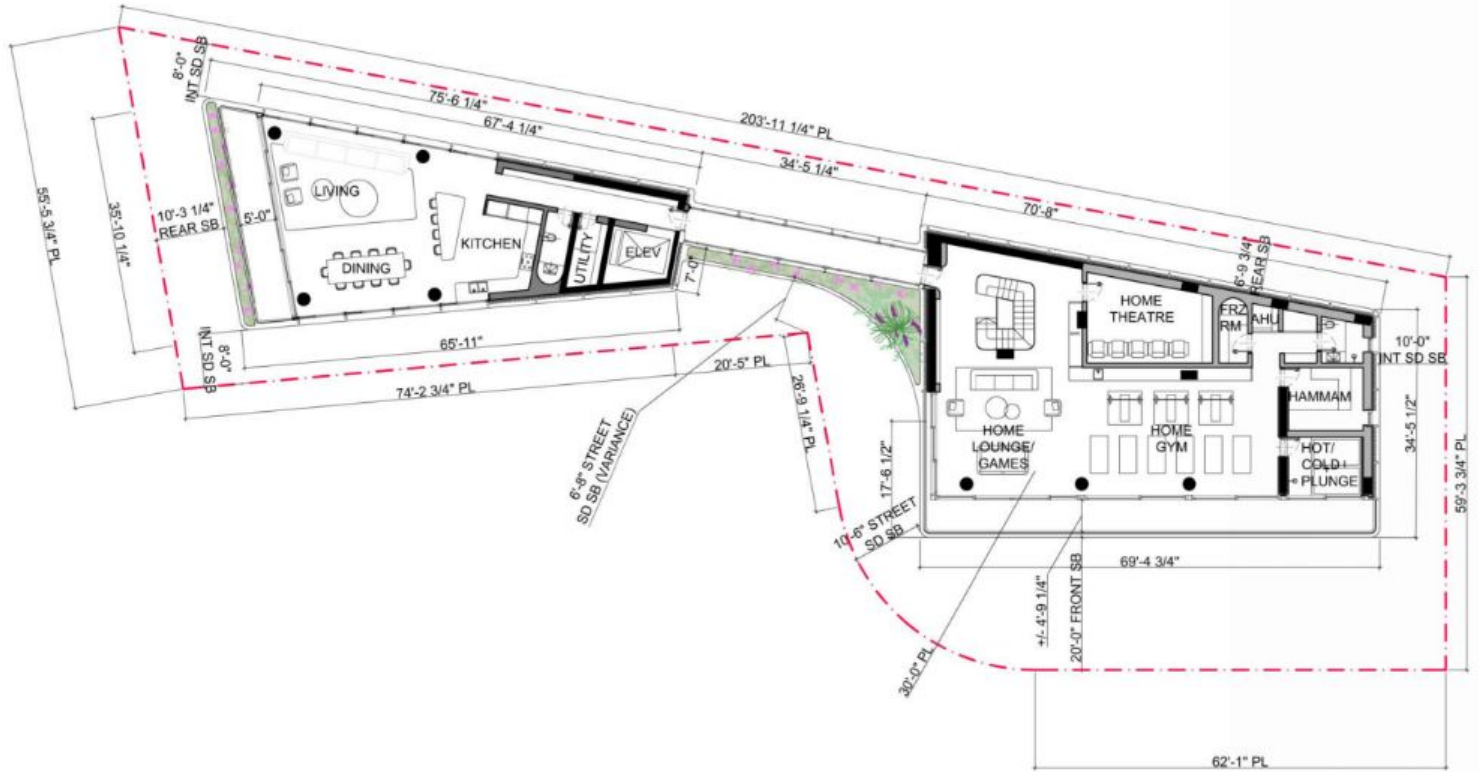 8'-0"
INT SD SB
75'-6 1/4"
67'-4 1/4"
203'-11 1/4" PL
34'-5 1/4"
70'-8"
55'-5 3/4" PL
35'-10 1/4"
10'-3 1/4"
REAR SB
5'-0"
LIVING
DINING
KITCHEN
UTILITY
ELEV
7'-0"
8'-0"
INT SD SB
65'-11"
74'-2 3/4" PL
20'-5" PL
26'-9 1/4" PL
6'-8" STREET
SD SB (VARIANCE)
6'-9 3/4"
REAR SB
HOME
THEATRE
FRZ
RM
AHU
10'-0"
INT SD SB
HAMMAM
HOME
LOUNGE/
GAMES
HOME
GYM
HOT/
COLD
PLUNGE
34'-5 1/2"
59'-3 3/4" PL
17'-6 1/2"
10'-6" STREET
SD SB
69'-4 3/4"
+/- 4'-9 1/4"
20'-0" FRONT SB
30'-0" PL
62'-1" PL